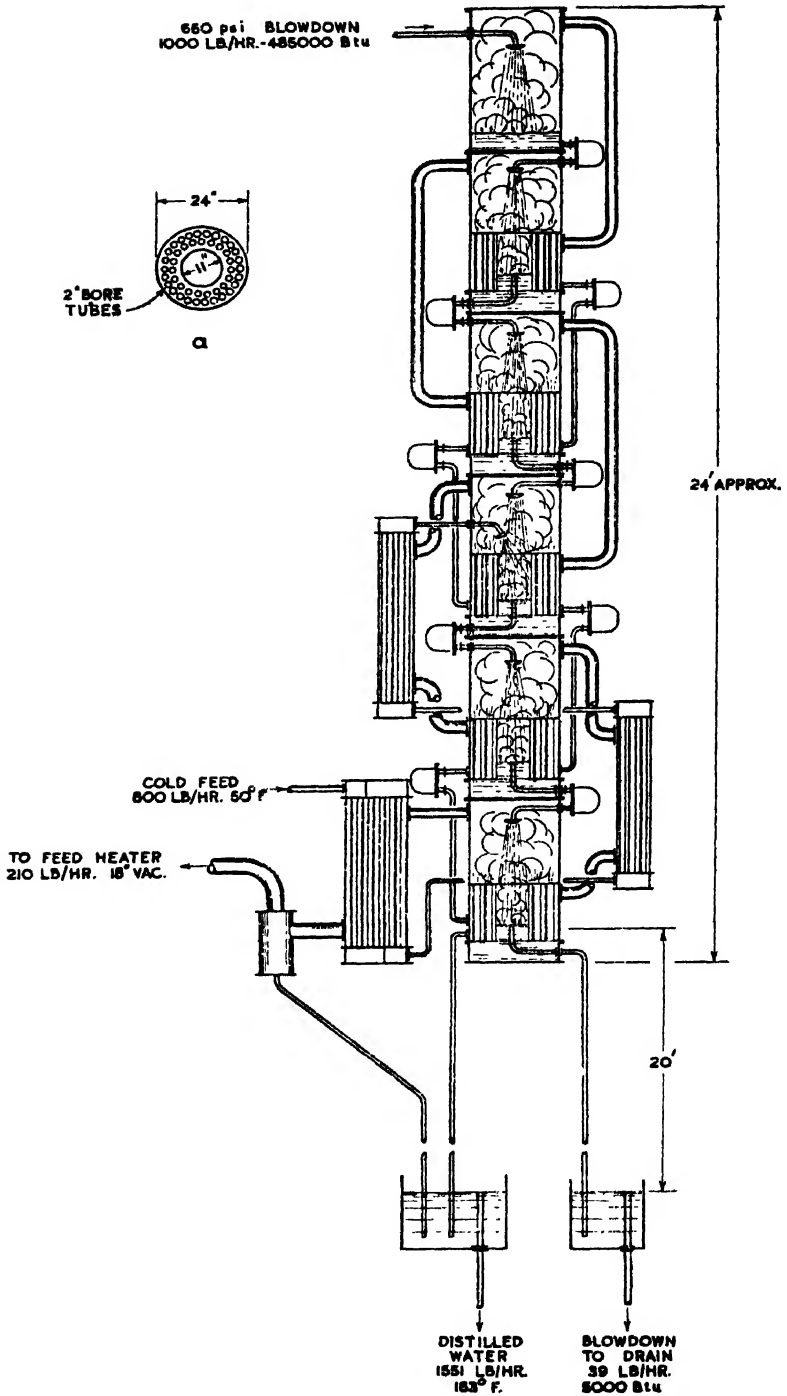 660 psi BLOWDOWN
1000 LB/HR.-485000 Btu
24"
11"
2" BORE
TUBES
a
24' APPROX.
COLD FEED
800 LB/HR. 50° F
TO FEED HEATER
210 LB/HR. 18" VAC.
20'
DISTILLED
WATER
1551 LB/HR.
163° F.
BLOWDOWN
TO DRAIN
39 LB/HR.
5000 Btu